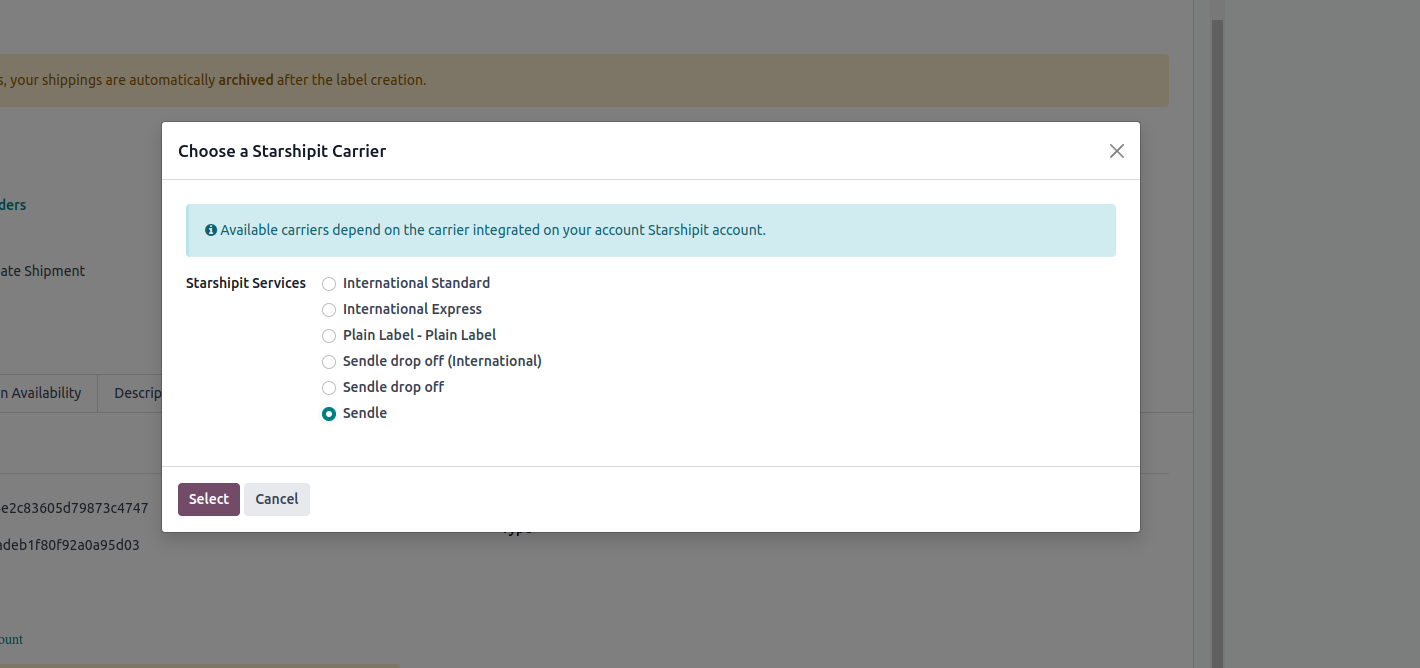 s, your shippings are automatically archived after the label creation.
Choose a Starshipit Carrier
ders
Available carriers depend on the carrier integrated on your account Starshipit account.
ate Shipment
Starshipit Services
International Standard
International Express
Plain Label - Plain Label
Sendle drop off (International)
n Availability
Descrip
Sendle drop off
Sendle
Select
Cancel
e2c83605d79873c4747
adeb1f80f92a0a95d03
ount